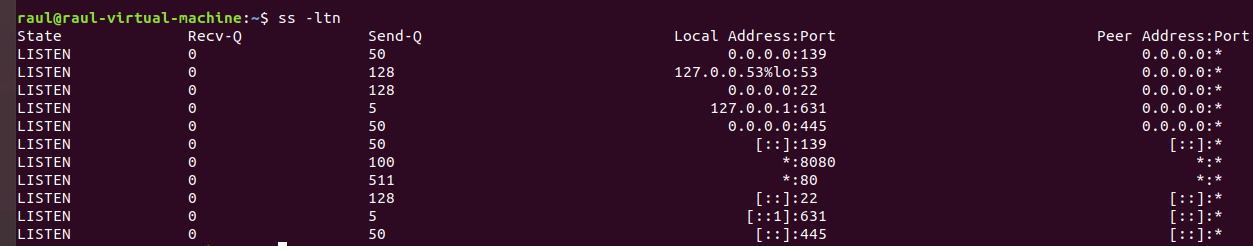 raul@raul-virtual-machine:~$ ss -ltn
State Recv-Q Send-Q Local Address:Port Peer Address:Port
LISTEN 0 50 0.0.0.0:139 0.0.0.0:*
LISTEN 0 128 127.0.0.53%lo:53 0.0.0.0:*
LISTEN 0 128 0.0.0.0:22 0.0.0.0:*
LISTEN 0 5 127.0.0.1:631 0.0.0.0:*
LISTEN 0 50 0.0.0.0:445 0.0.0.0:*
LISTEN 0 50 [::]:139 [::]:*
LISTEN 0 100 *:8080 *:*
LISTEN 0 511 *:80 *:*
LISTEN 0 128 [::]:22 [::]:*
LISTEN 0 5 [::1]:631 [::]:*
LISTEN 0 50 [::]:445 [::]:*